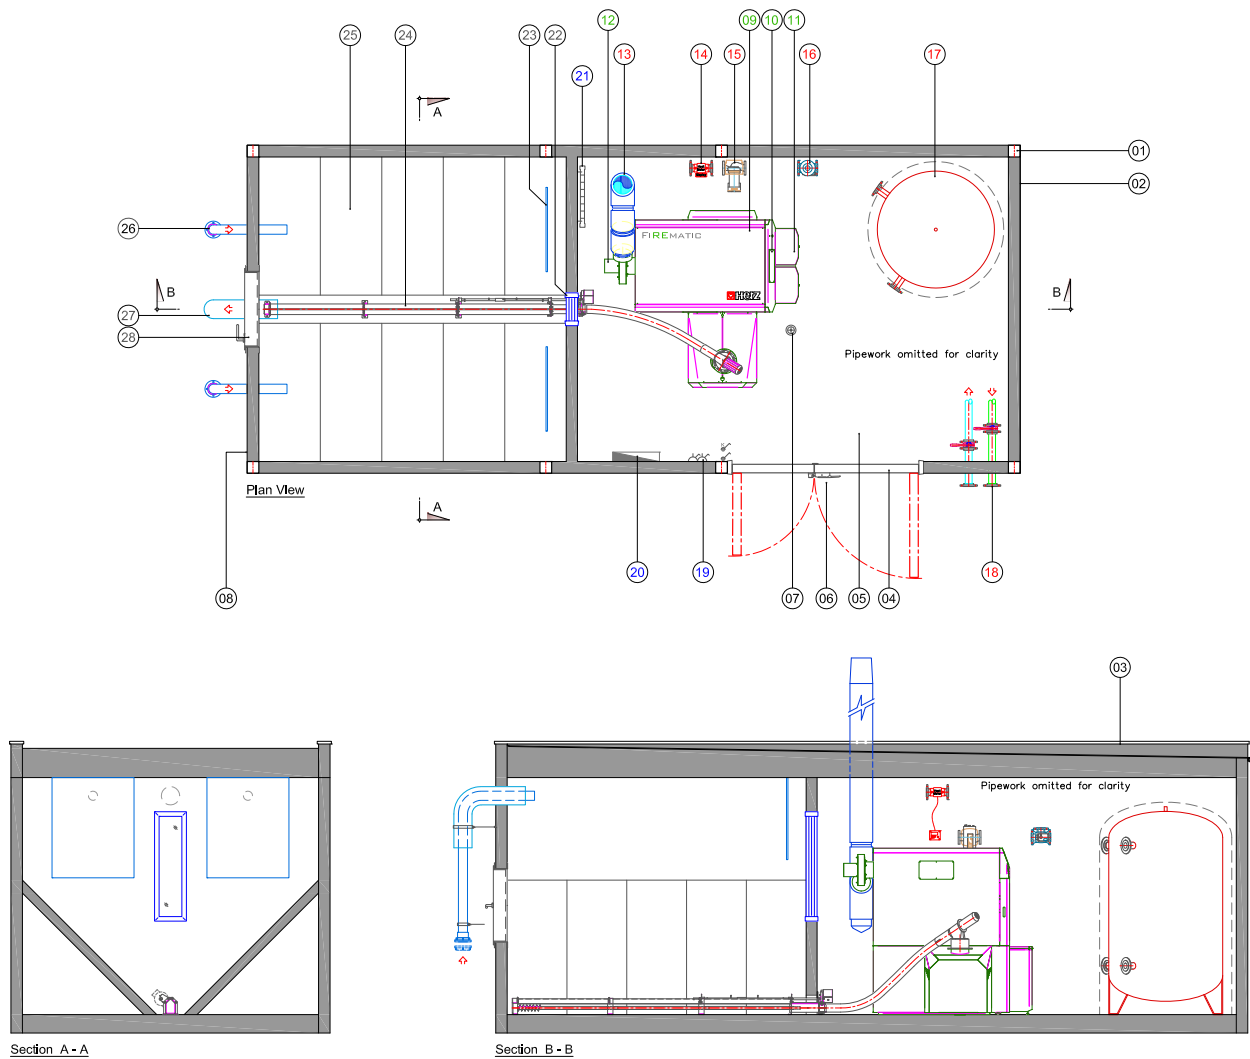 12
09
10
11
25
24
23
22
21
13
14
15
16
17
A
A
01
02
FIREMATIC
26
B
B
HERZ
27
28
Pipework omitted for clarity
Plan View
A
A
08
20
19
07
06
05
04
18
03
Pipework omitted for clarity
Section A - A
Section B - B